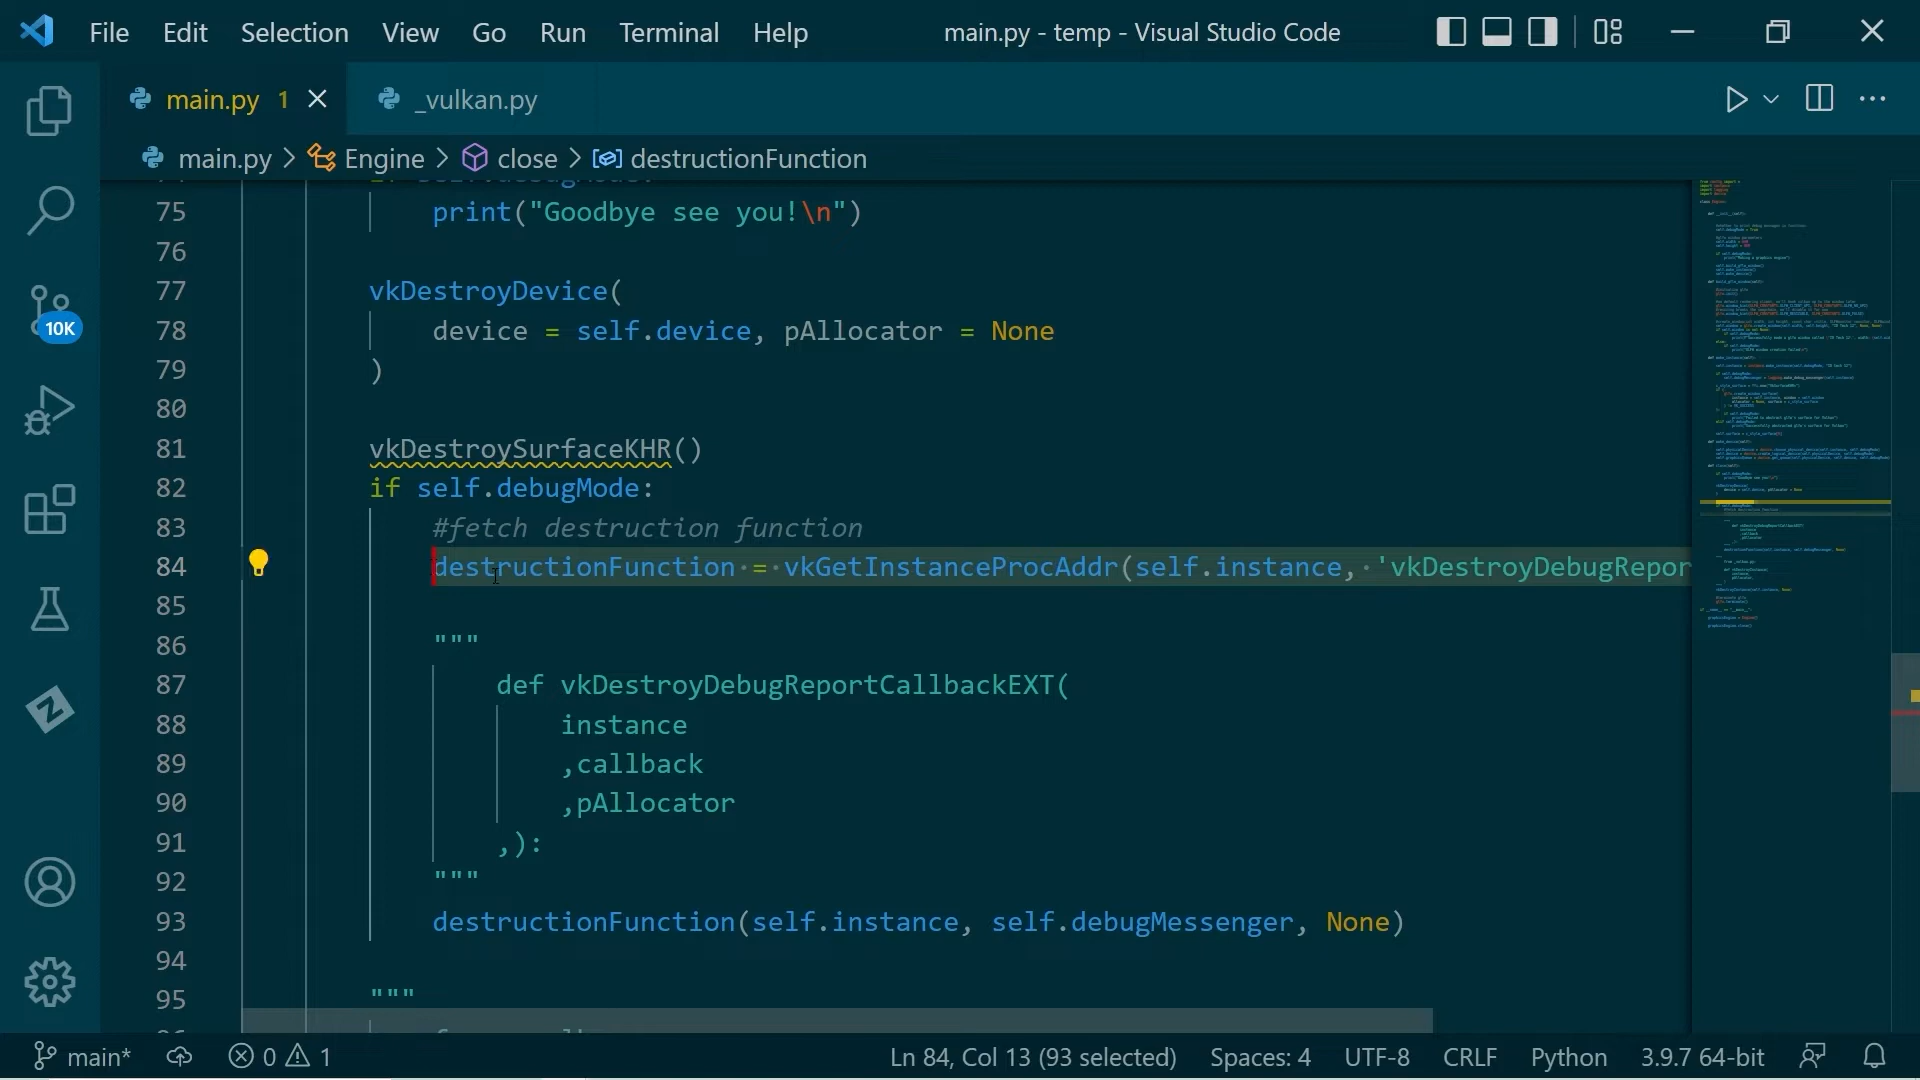 File Edit Selection View Go Run Terminal Help main.py - temp - Visual Studio Code
main.py 1 _vulkan.py
main.py > Engine > close > destructionFunction
75 print("Goodbye see you!\n")
76
77 vkDestroyDevice(
78 device = self.device, pAllocator = None
79 )
80
81 vkDestroySurfaceKHR()
82 if self.debugMode:
83 #fetch destruction function
84 destructionFunction = vkGetInstanceProcAddr(self.instance, 'vkDestroyDebugRepor
85
86 """
87 def vkDestroyDebugReportCallbackEXT(
88 instance
89 ,callback
90 ,pAllocator
91 ,):
92 """
93 destructionFunction(self.instance, self.debugMessenger, None)
94
95 """
10K
main* 0 1 Ln 84, Col 13 (93 selected) Spaces: 4 UTF-8 CRLF Python 3.9.7 64-bit